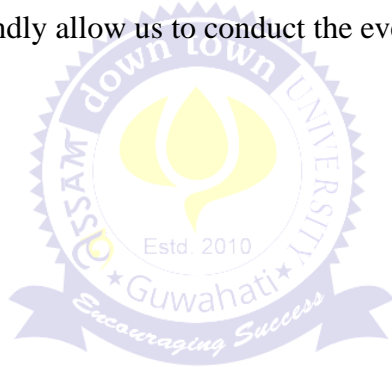 ndly allow us to conduct the eve
ASSAM down town UNIVERSITY
Estd. 2010
Guwahati
Encouraging Success